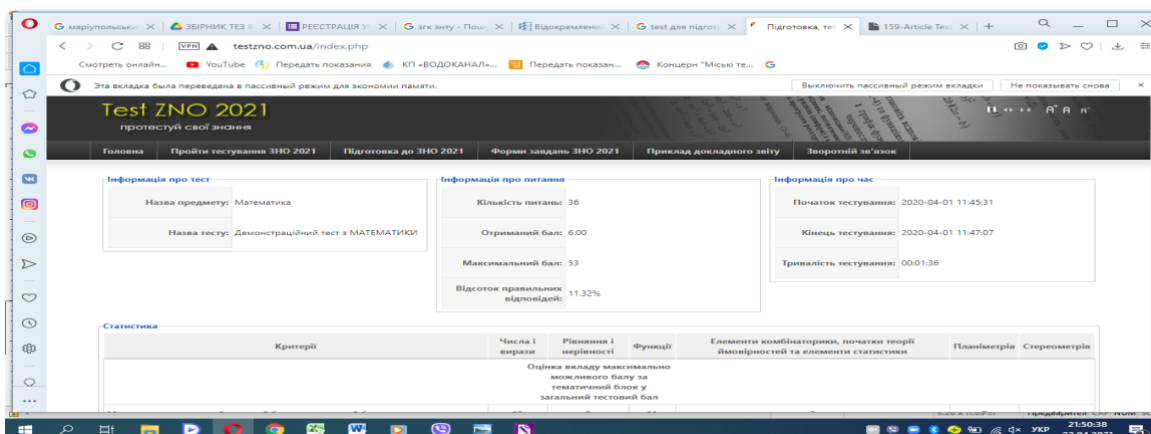 G маріупольськи
ЗБІРНИК ТЕЗ
РЕЄСТРАЦІЯ У
G згк знту - Пош
Відокремлени
G test для підгот
Підготовка, тес
159-Article Text
VPN testzno.com.ua/index.php
Смотреть онлайн... YouTube Передать показания КП «ВОДОКАНАЛ»... Передать показан... Концерн "Міські те...
Эта вкладка была переведена в пассивный режим для экономии памяти. Выключить пассивный режим вкладки Не показывать снова
Test ZNO 2021
протестуй свої знання
Головна Пройти тестування ЗНО 2021 Підготовка до ЗНО 2021 Форми завдань ЗНО 2021 Приклад докладного звіту Зворотній зв'язок
Інформація про тест
Назва предмету: Математика
Назва тесту: Демонстраційний тест з МАТЕМАТИКИ
Інформація про питання
Кількість питань: 36
Отриманий бал: 6.00
Максимальний бал: 53
Відсоток правильних
відповідей: 11.32%
Інформація про час
Початок тестування: 2020-04-01 11:45:31
Кінець тестування: 2020-04-01 11:47:07
Тривалість тестування: 00:01:36
Статистика
Критерії
Числа і
вирази
Рівняння і
нерівності
Функції
Елементи комбінаторики, початки теорії
ймовірностей та елементи статистики
Планіметрія
Стереометрія
Оцінка вкладу максимально
можливого балу за
тематичний блок у
загальний тестовий бал
УКР
21:50:38